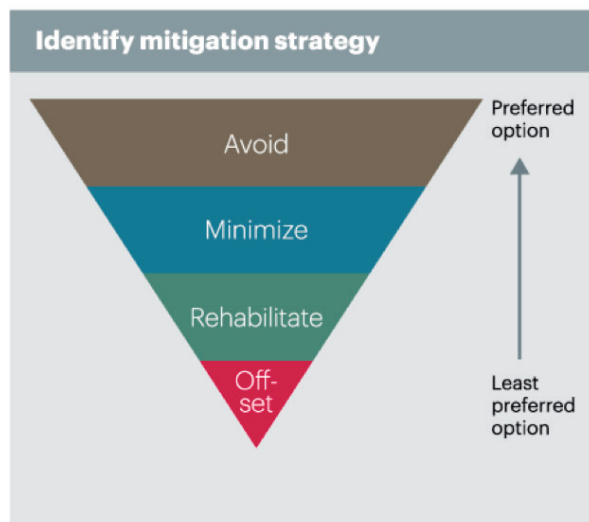 Identify mitigation strategy
Preferred
option
Avoid
Minimize
Rehabilitate
Off-
set
Least
preferred
option